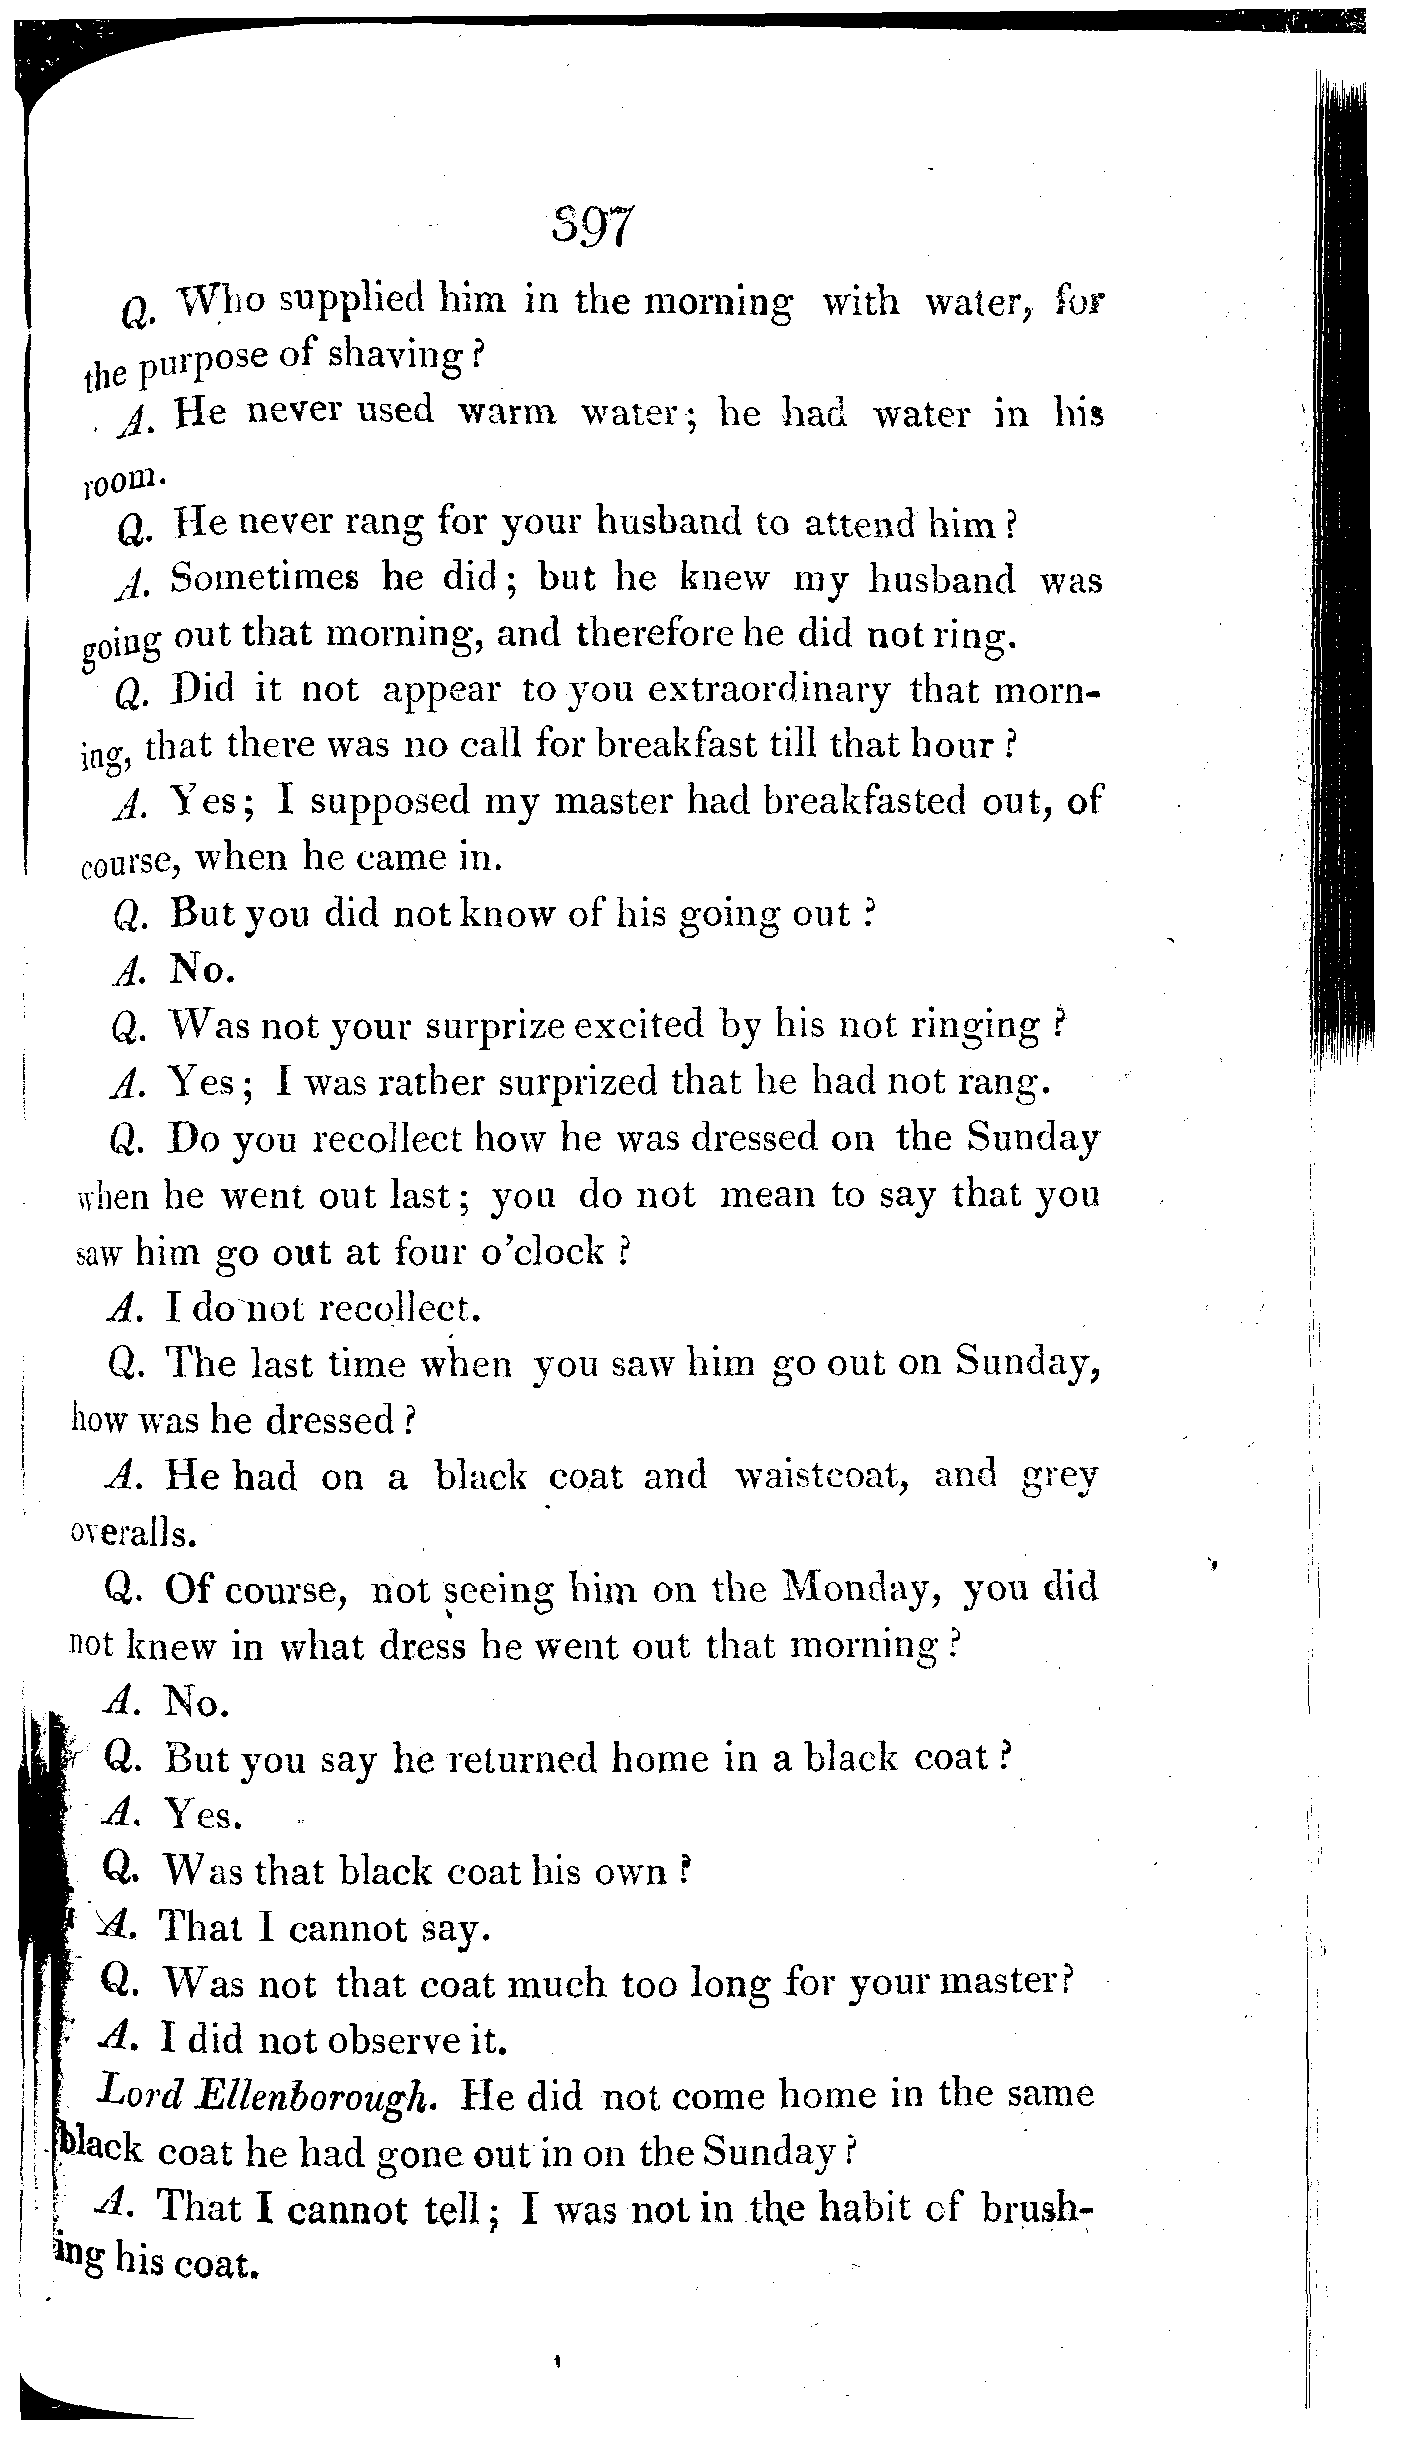 397
Q. Who supplied him in the morning with water, for
the purpose of shaving?
A. He never used warm water; he had water in his
room.
Q. He never rang for your husband to attend him?
A. Sometimes he did; but he knew my husband was
going out that morning, and therefore he did not ring.
Q. Did it not appear to you extraordinary that morn-
ing, that there was no call for breakfast till that hour?
A. Yes; I supposed my master had breakfasted out, of
course, when he came in.
Q. But you did not know of his going out?
A. No.
Q. Was not your surprize excited by his not ringing?
A. Yes; I was rather surprized that he had not rang.
Q. Do you recollect how he was dressed on the Sunday
when he went out last; you do not mean to say that you
saw him go out at four o'clock?
A. I do not recollect.
Q. The last time when you saw him go out on Sunday,
how was he dressed?
A. He had on a black coat and waistcoat, and grey
overalls.
Q. Of course, not seeing him on the Monday, you did
not knew in what dress he went out that morning?
A. No.
Q. But you say he returned home in a black coat?
A. Yes.
Q. Was that black coat his own?
A. That I cannot say.
Q. Was not that coat much too long for your master?
A. I did not observe it.
Lord Ellenborough. He did not come home in the same
black coat he had gone out in on the Sunday?
A. That I cannot tell; I was not in the habit of brush-
ing his coat.